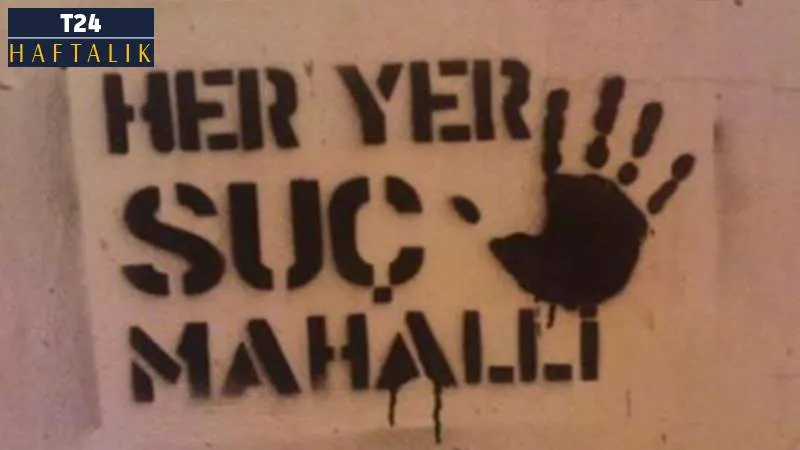 T24
HAFTALIK
HER YER
SUÇ
MAHALLİ